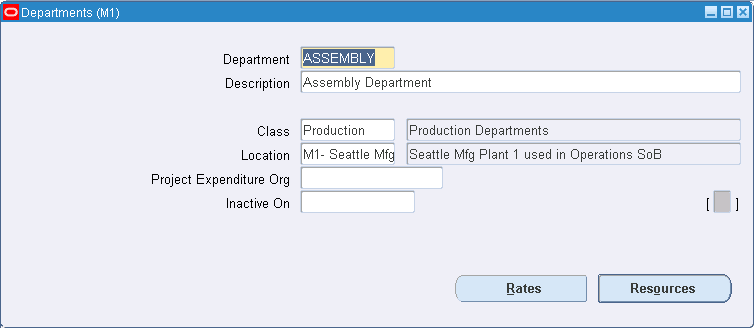 Departments (M1)
Department ASSEMBLY
Description Assembly Department
Class Production Production Departments
Location M1- Seattle Mfg Seattle Mfg Plant 1 used in Operations SoB
Project Expenditure Org
Inactive On [ ]
Rates Resources